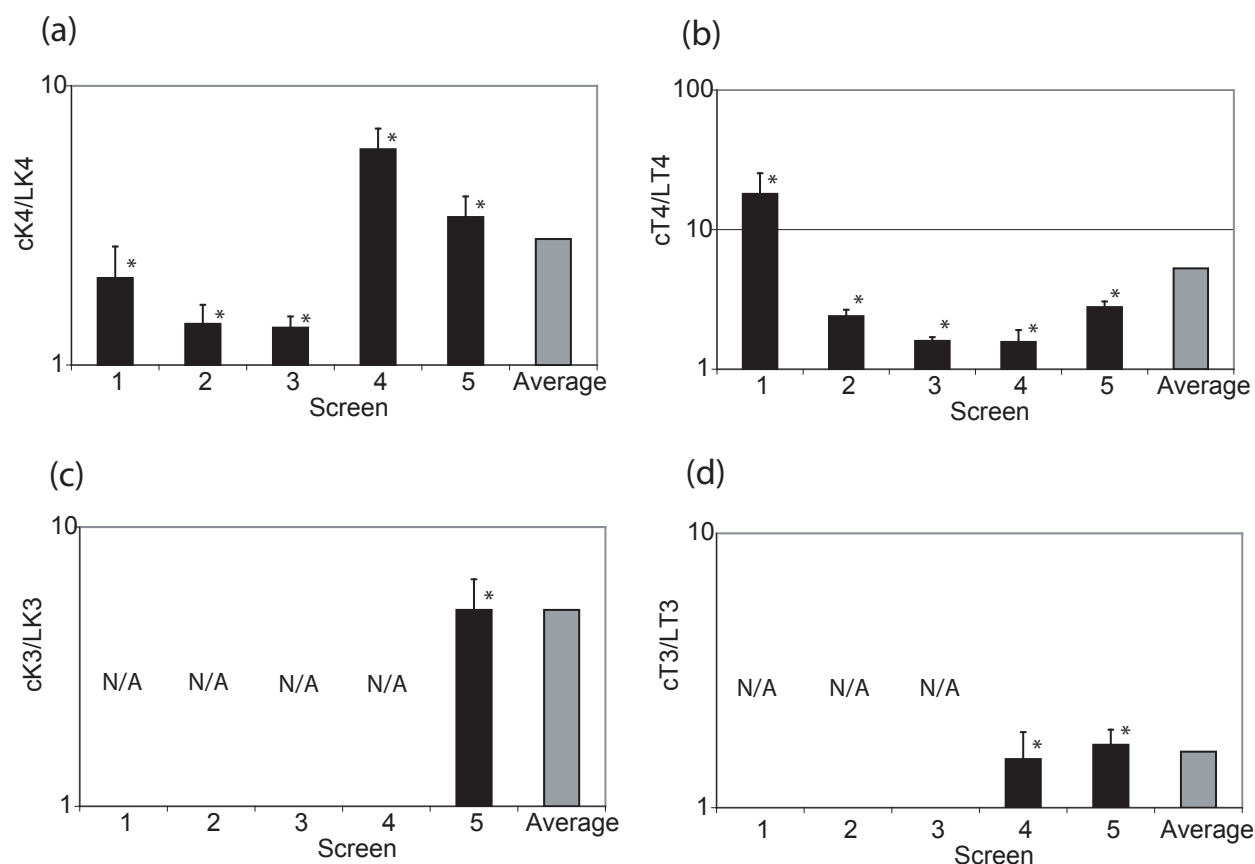 (a)
10
cK4/LK4
*
*
*
*
*
1
1 2 3 4 5 Average
Screen
(b)
100
cT4/LT4
*
10
*
*
*
*
1
1 2 3 4 5 Average
Screen
(c)
10
cK3/LK3
*
N/A N/A N/A N/A
1
1 2 3 4 5 Average
Screen
(d)
10
cT3/LT3
N/A N/A N/A
*
*
1
1 2 3 4 5 Average
Screen